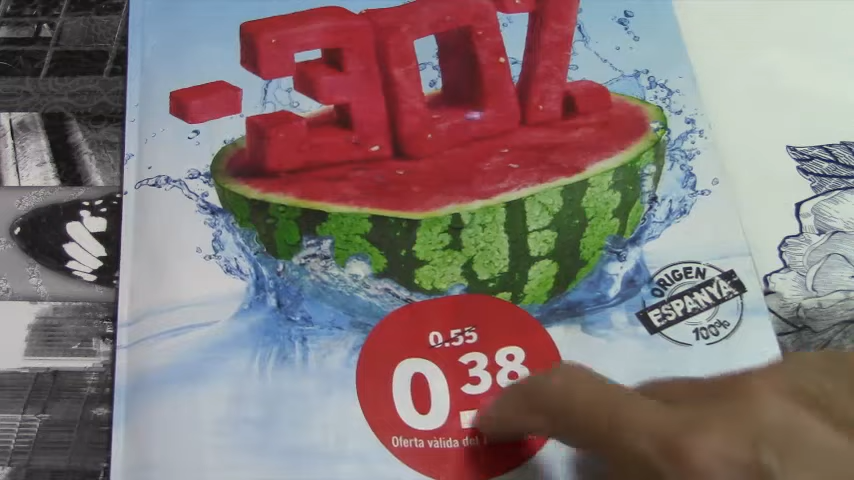 -30%
ORIGEN
ESPANYA
100%
0.55
0.38
Oferta vàlida del